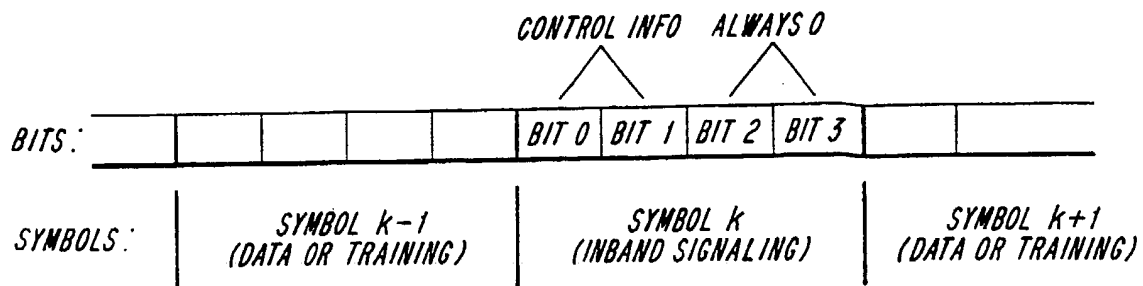 CONTROL INFO ALWAYS 0
BITS: BIT 0 BIT 1 BIT 2 BIT 3
SYMBOLS: SYMBOL k-1 SYMBOL k SYMBOL k+1
(DATA OR TRAINING) (INBAND SIGNALING) (DATA OR TRAINING)